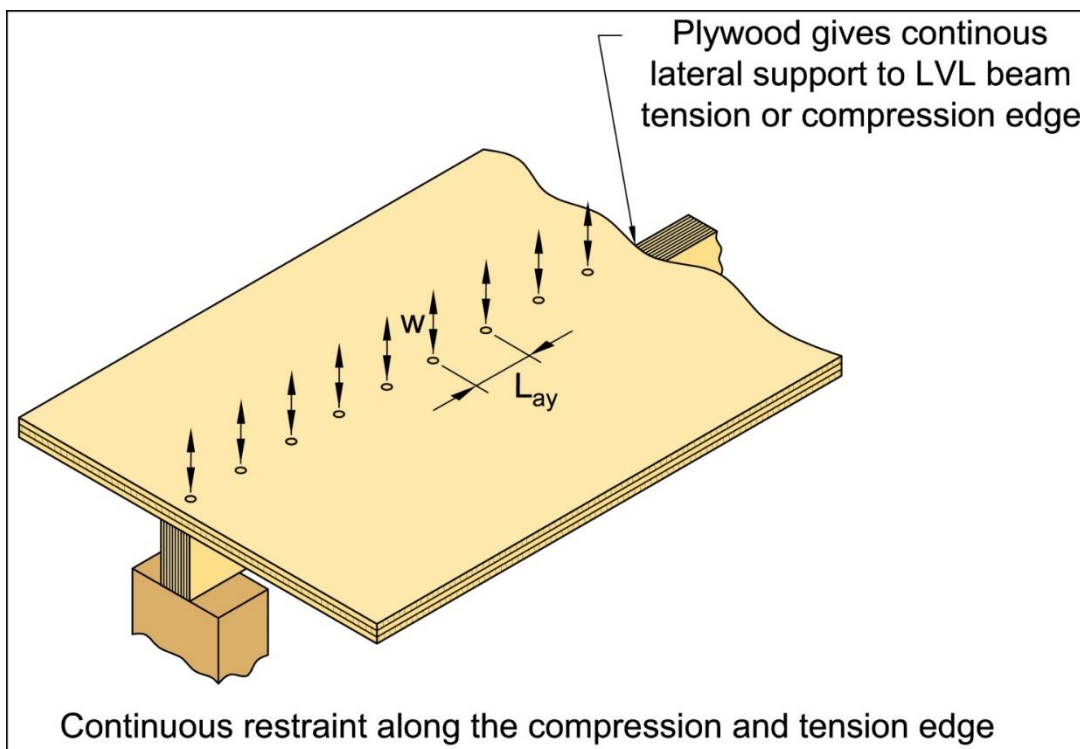 Plywood gives continous
lateral support to LVL beam
tension or compression edge
w
Lay
Continuous restraint along the compression and tension edge